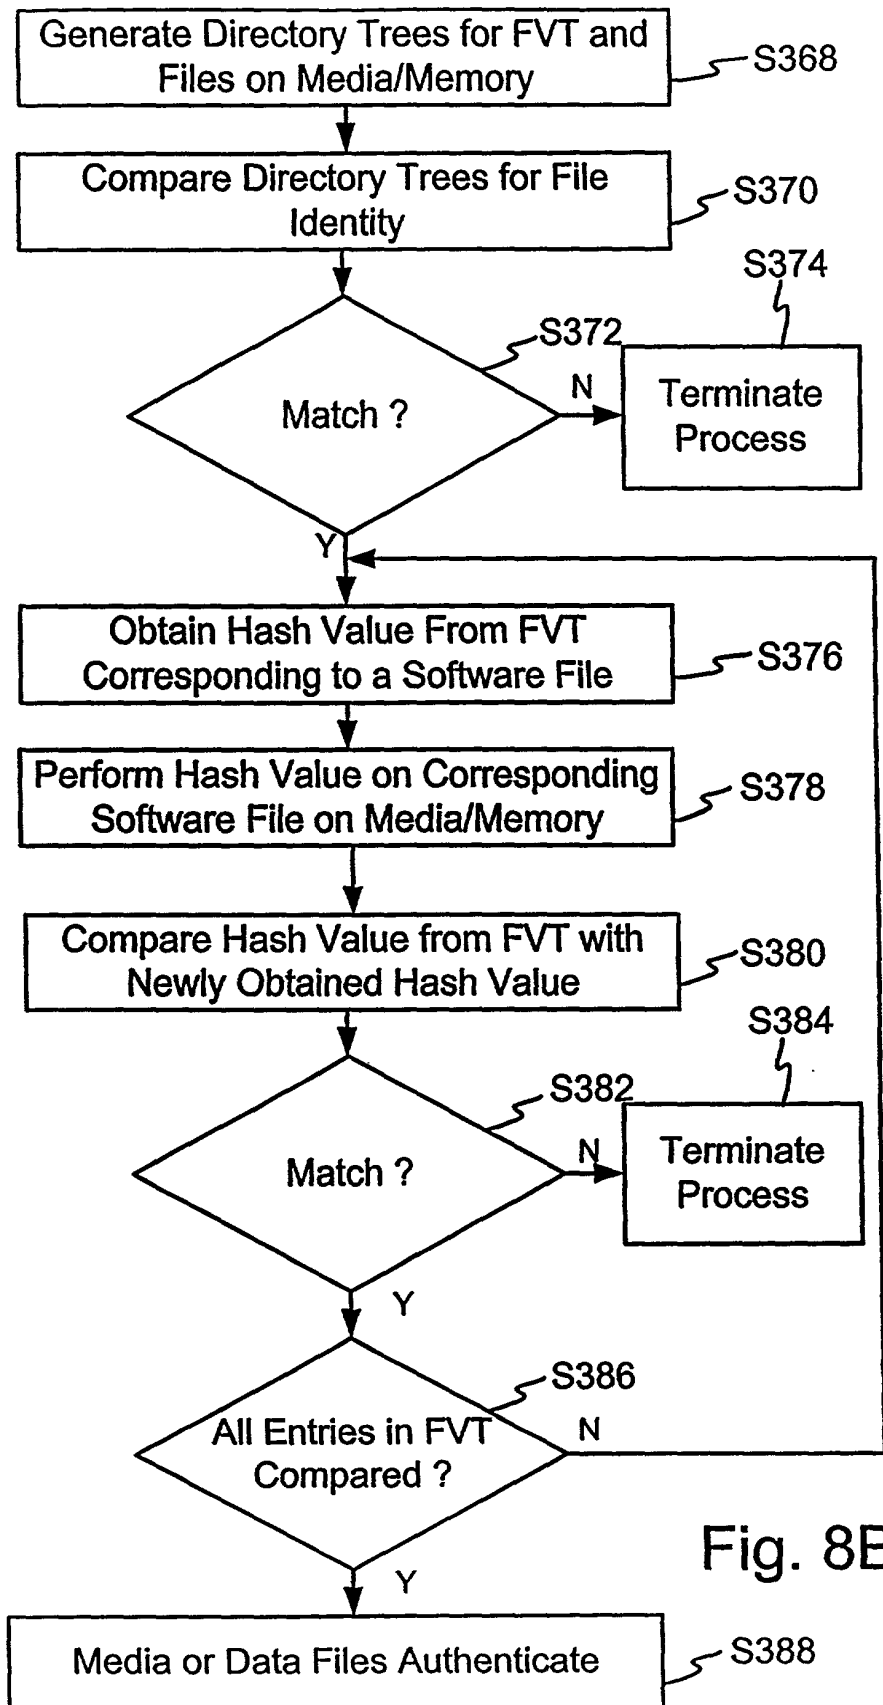 Generate Directory Trees for FVT and
Files on Media/Memory
S368
Compare Directory Trees for File
Identity
S370
S374
S372
Match ?
N
Terminate
Process
Y
Obtain Hash Value From FVT
Corresponding to a Software File
S376
Perform Hash Value on Corresponding
Software File on Media/Memory
S378
Compare Hash Value from FVT with
Newly Obtained Hash Value
S380
S384
S382
Match ?
N
Terminate
Process
Y
S386
All Entries in FVT
Compared ?
N
Fig. 8B
Y
Media or Data Files Authenticate
S388